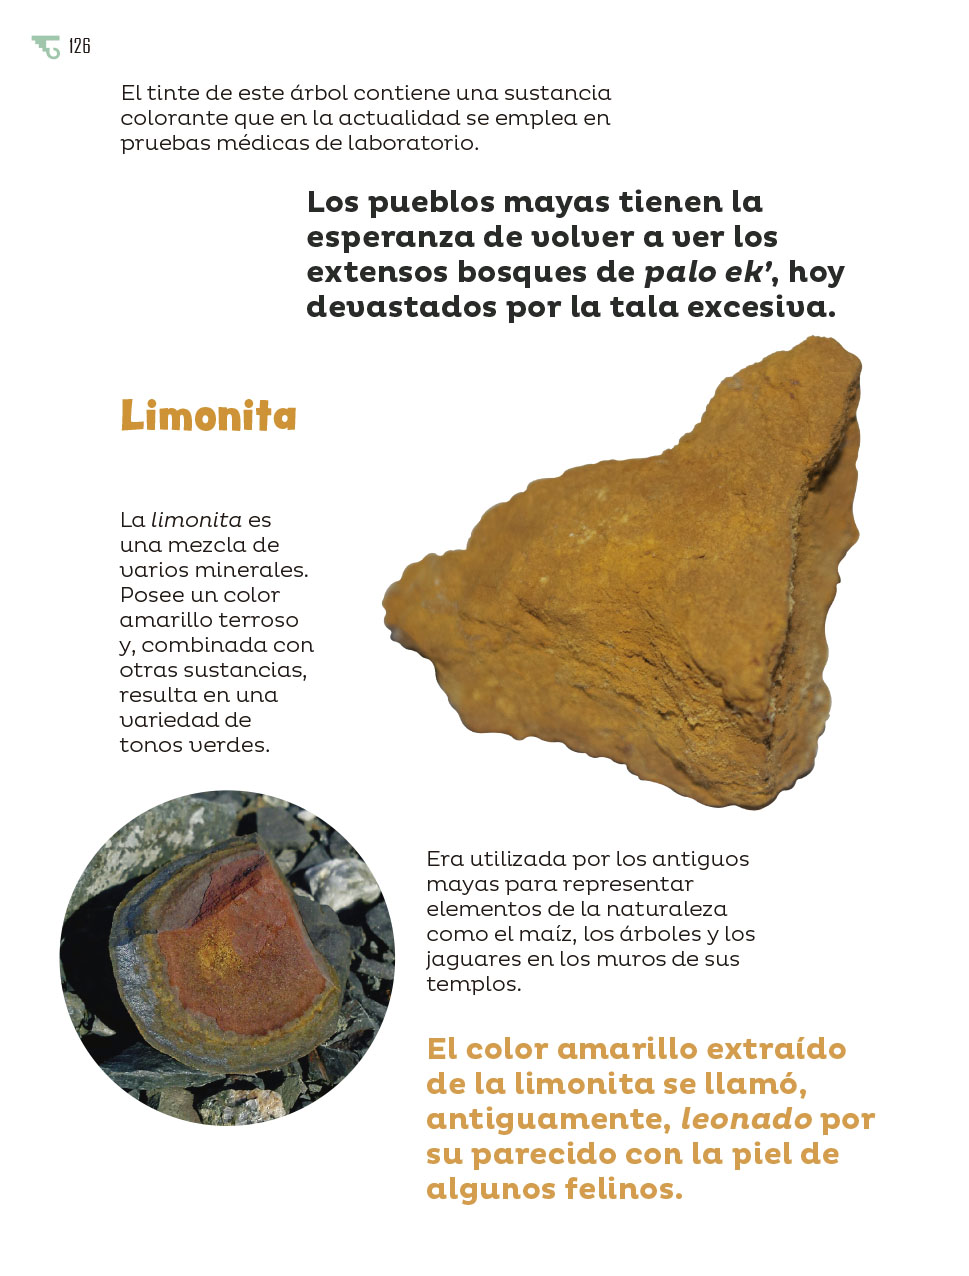 126
El tinte de este árbol contiene una sustancia
colorante que en la actualidad se emplea en
pruebas médicas de laboratorio.
Los pueblos mayas tienen la
esperanza de volver a ver los
extensos bosques de palo ek’, hoy
devastados por la tala excesiva.
Limonita
La limonita es
una mezcla de
varios minerales.
Posee un color
amarillo terroso
y, combinada con
otras sustancias,
resulta en una
variedad de
tonos verdes.
Era utilizada por los antiguos
mayas para representar
elementos de la naturaleza
como el maíz, los árboles y los
jaguares en los muros de sus
templos.
El color amarillo extraído
de la limonita se llamó,
antiguamente, leonado por
su parecido con la piel de
algunos felinos.